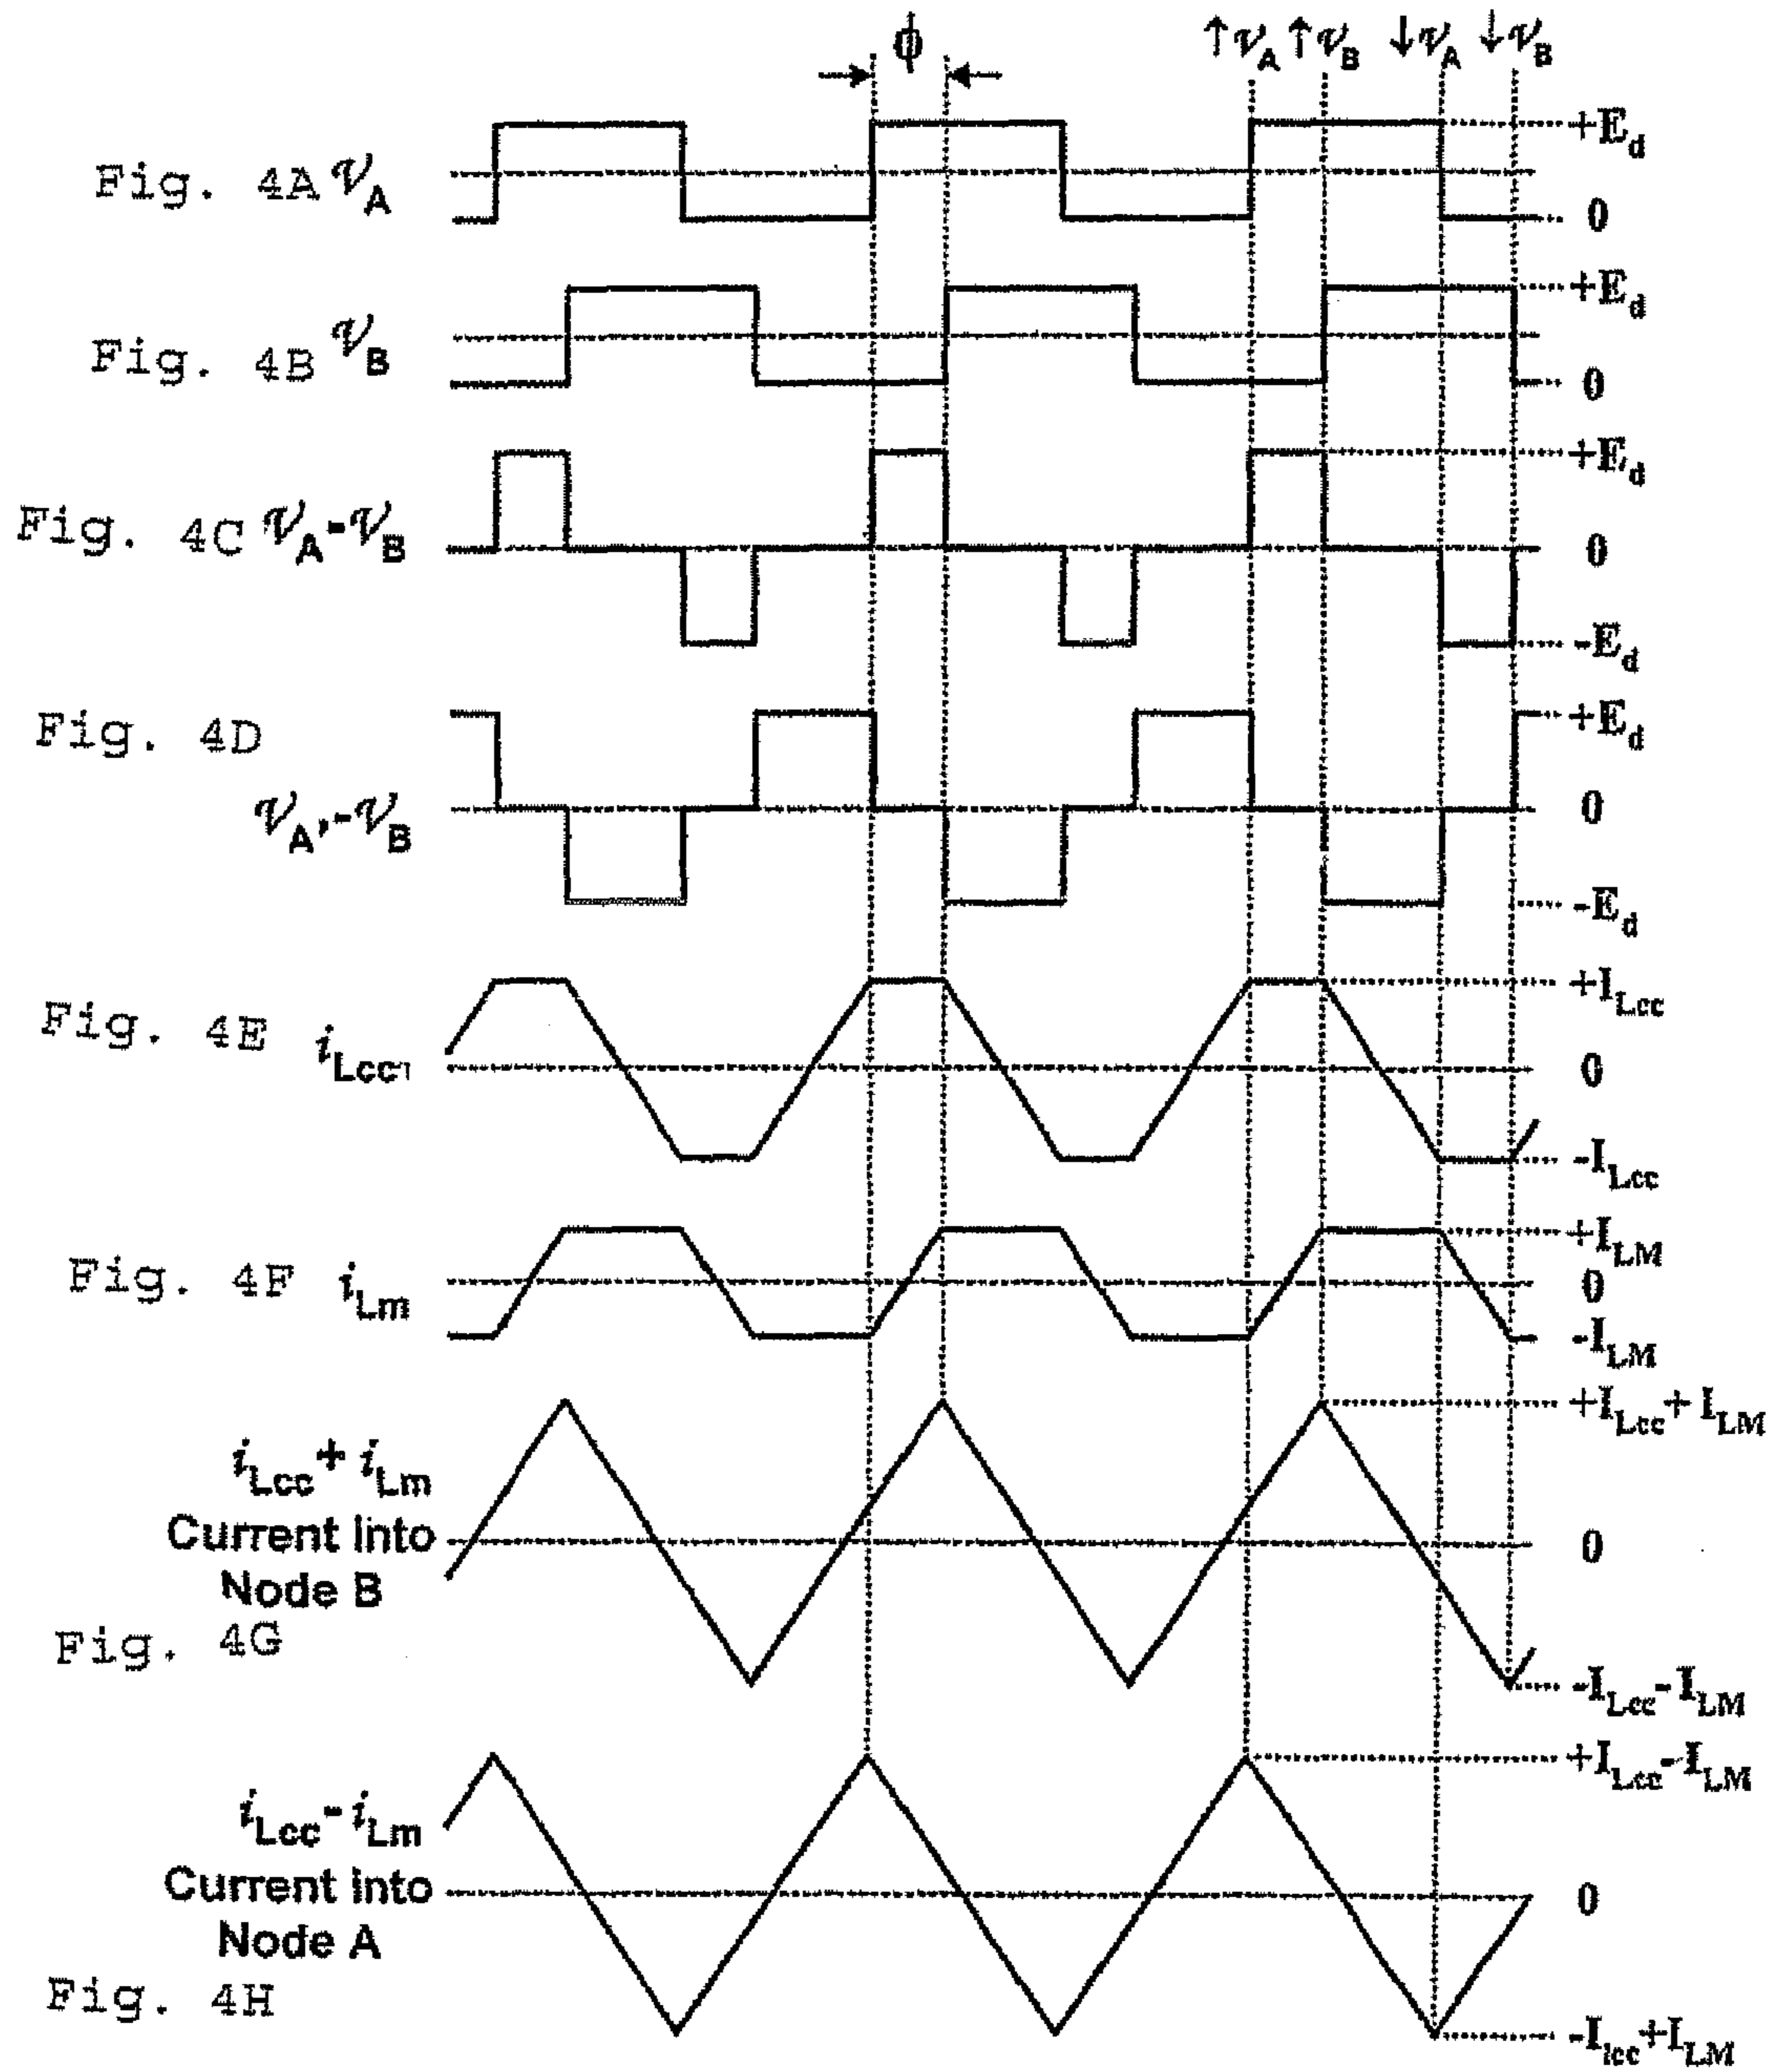 ϕ
↑𝑣A ↑𝑣B ↓𝑣A ↓𝑣B
Fig. 4A 𝑣A
+Ed
0
Fig. 4B 𝑣B
+Ed
0
Fig. 4C 𝑣A-𝑣B
+Ed
0
-Ed
Fig. 4D
𝑣A'-𝑣B
+Ed
0
-Ed
Fig. 4E iLcc1
+ILcc
0
-ILcc
Fig. 4F iLm
+ILM
0
-ILM
iLcc+iLm
Current Into
Node B
Fig. 4G
+ILcc+ILM
0
-ILcc-ILM
iLcc-iLm
Current into
Node A
Fig. 4H
+ILcc-ILM
0
-Ilcc+ILM